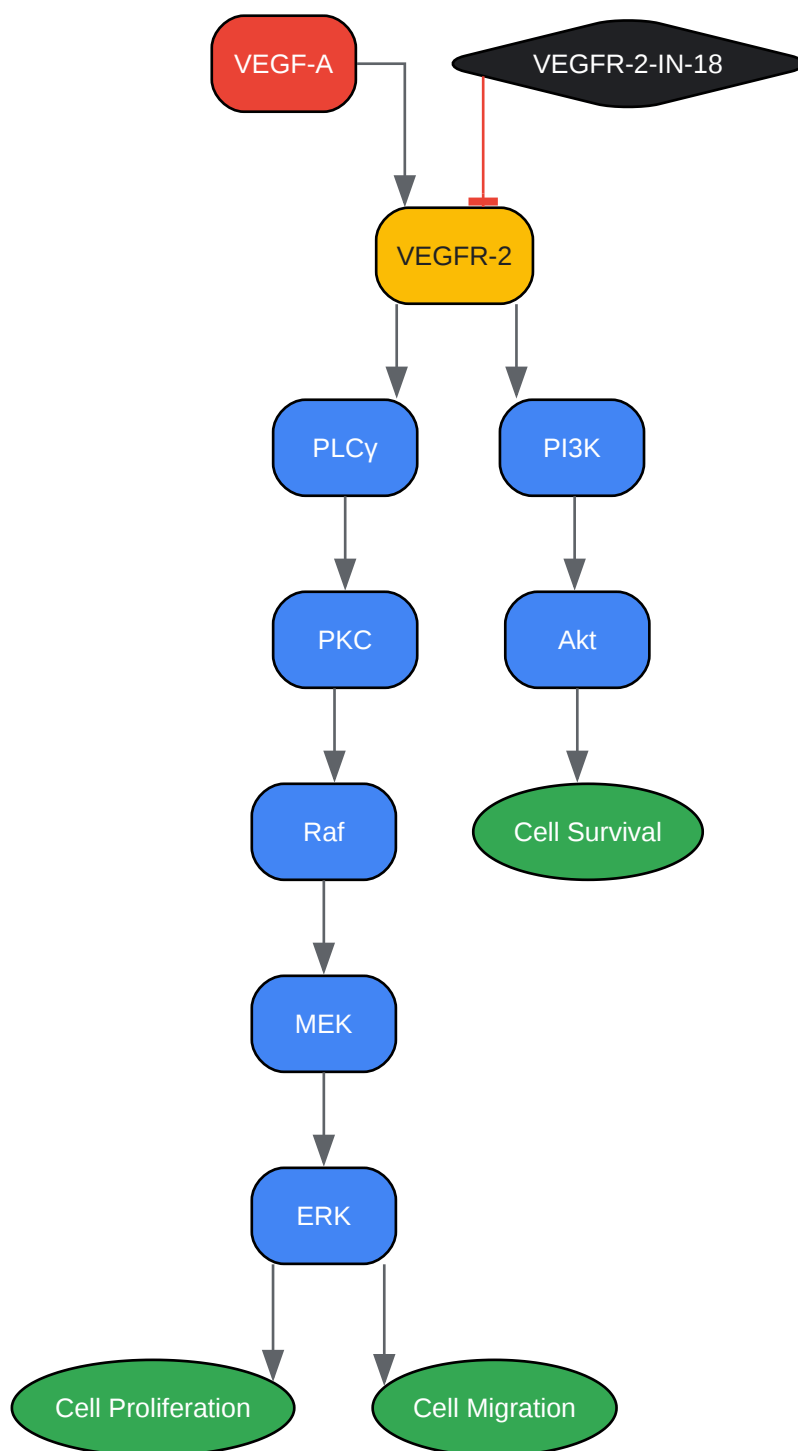 VEGF-A
VEGFR-2-IN-18
VEGFR-2
PLCγ
PI3K
PKC
Akt
Raf
Cell Survival
MEK
ERK
Cell Proliferation
Cell Migration